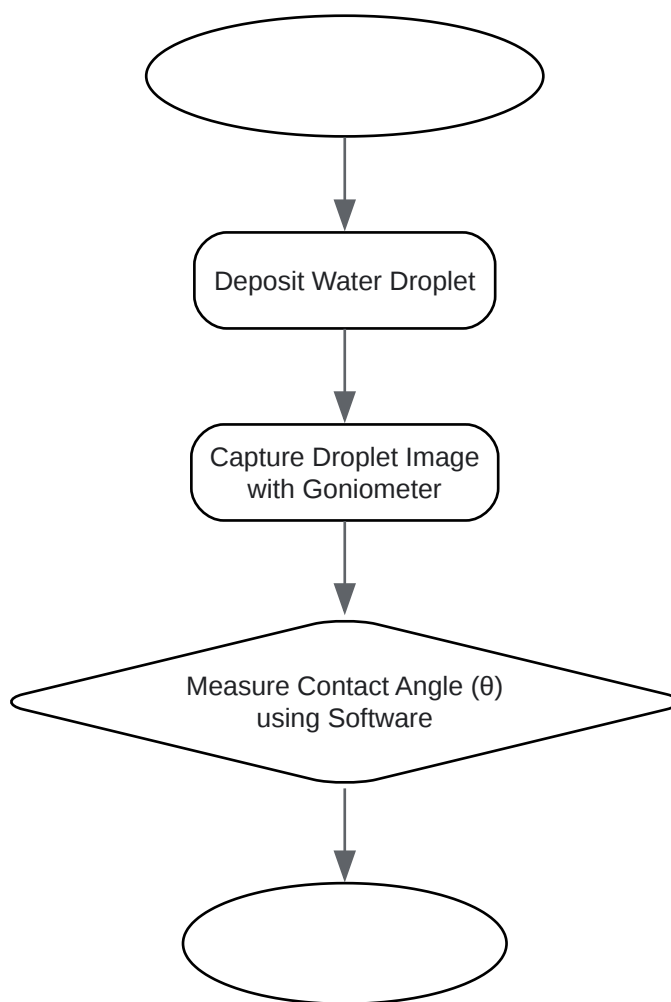 Deposit Water Droplet
Capture Droplet Image
with Goniometer
Measure Contact Angle (θ)
using Software